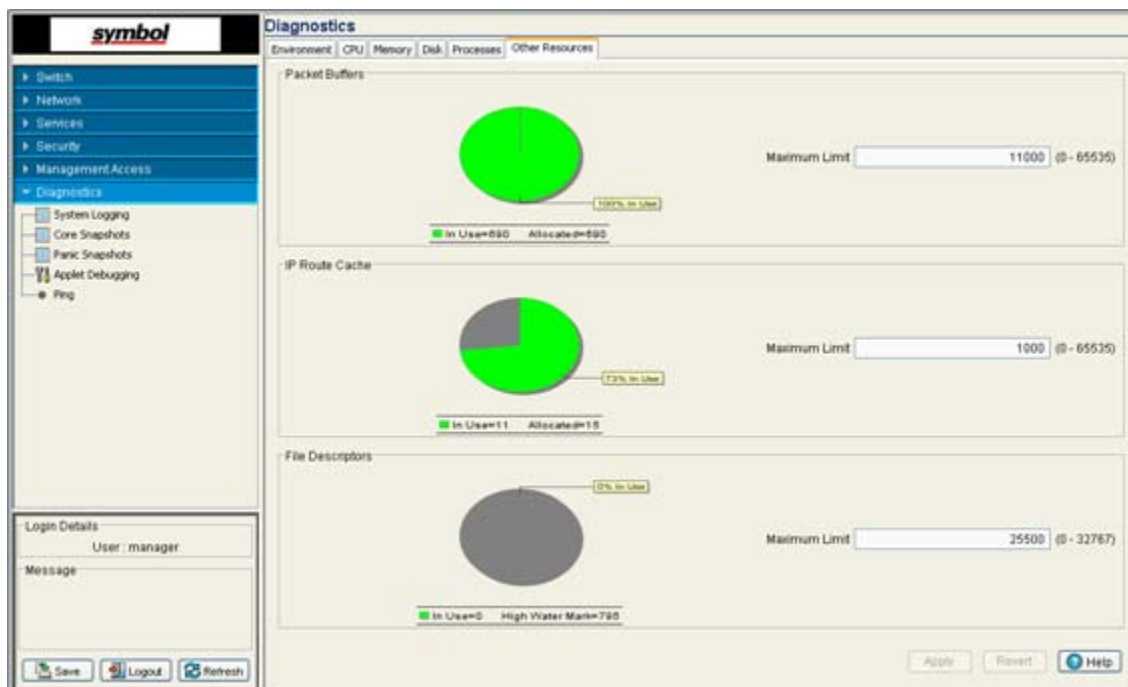 symbol
Switch
Network
Services
Security
Management Access
Diagnostics
System Logging
Core Snapshots
Panic Snapshots
Applet Debugging
Ping
Login Details
User : manager
Message
Save
Logout
Refresh
Diagnostics
Environment CPU Memory Disk Processes Other Resources
Packet Buffers
100% In Use
In Use=690 Allocated=690
Maximum Limit 11000 (0 - 65535)
IP Route Cache
73% In Use
In Use=11 Allocated=15
Maximum Limit 1000 (0 - 65535)
File Descriptors
0% In Use
In Use=0 High Water Mark=795
Maximum Limit 25500 (0 - 32767)
Apply Revert Help